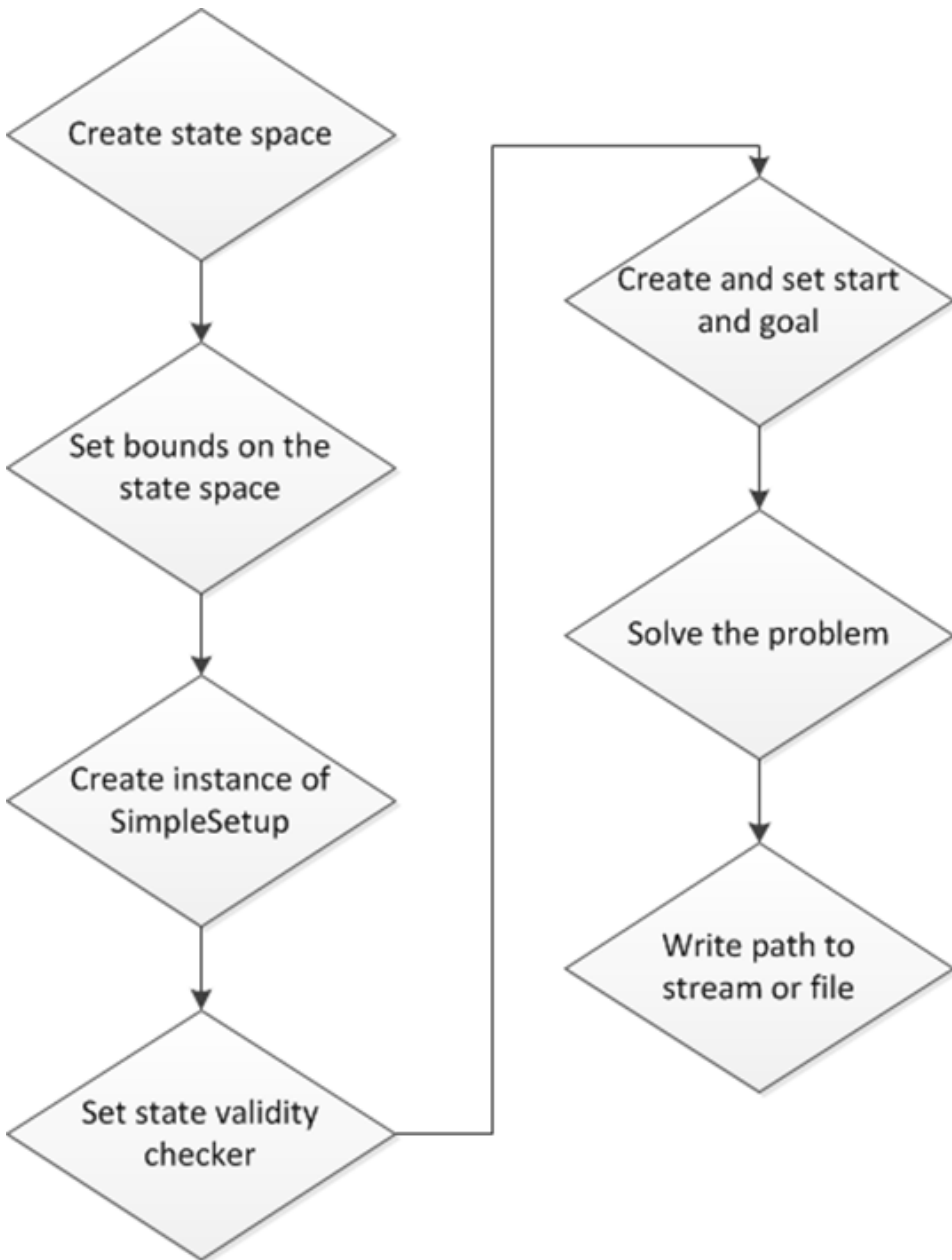 Create state space
Set bounds on the
state space
Create instance of
SimpleSetup
Set state validity
checker
Create and set start
and goal
Solve the problem
Write path to
stream or file